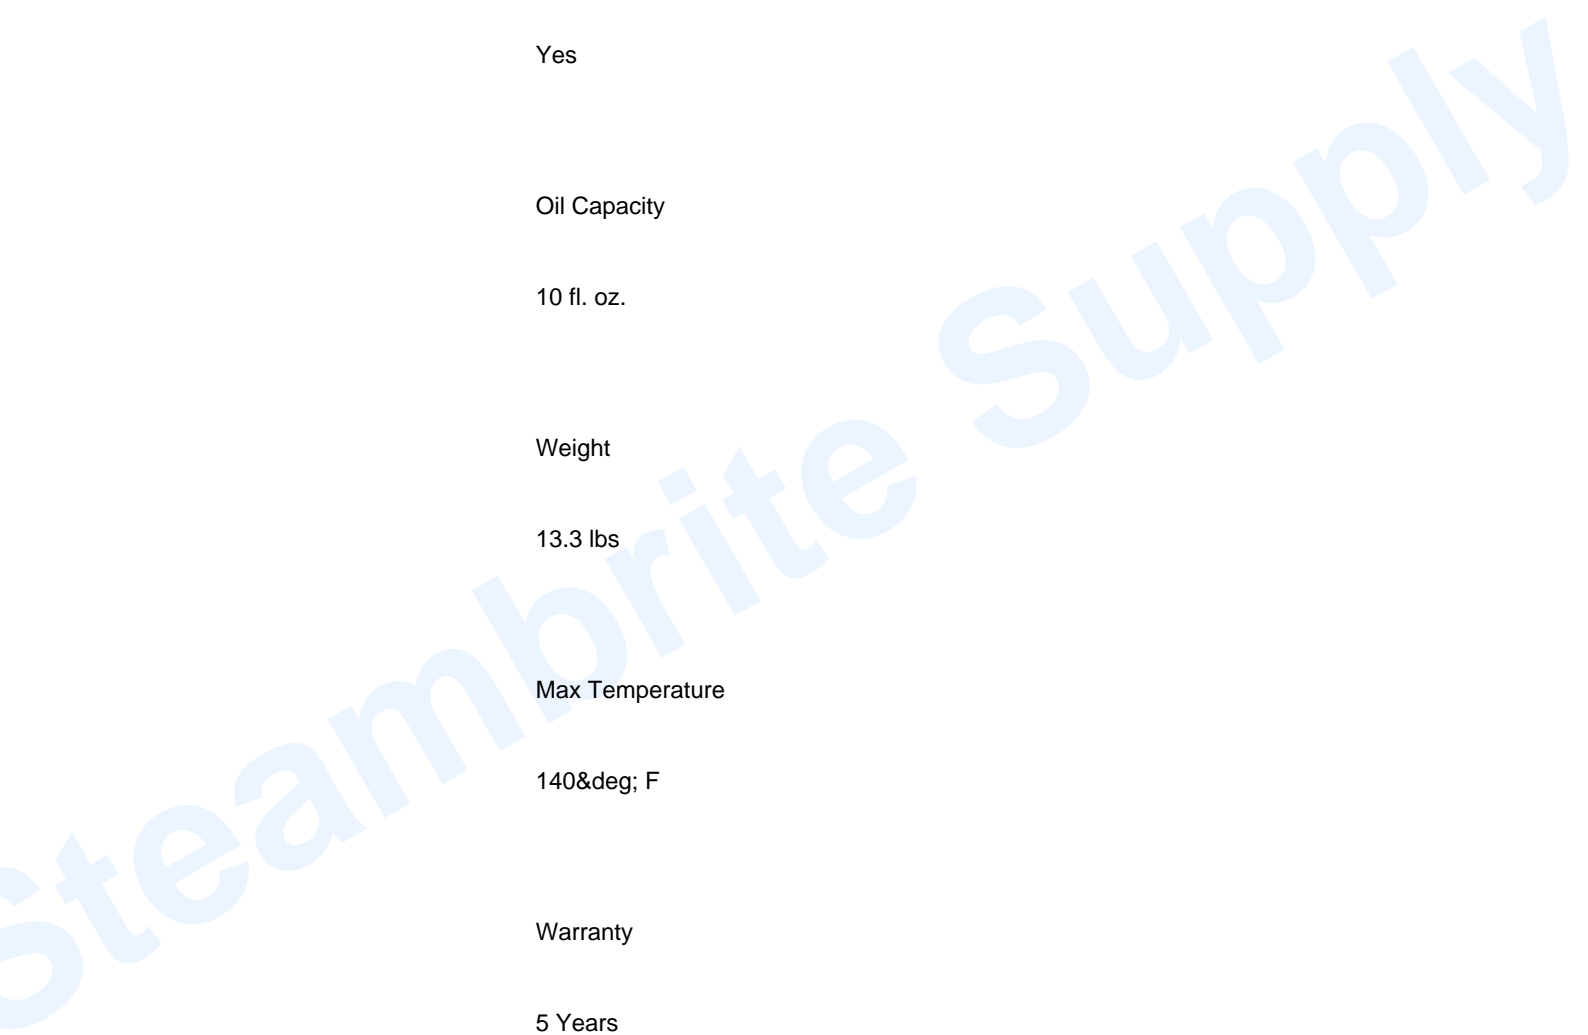 Yes
Oil Capacity
10 fl. oz.
Weight
13.3 lbs
Max Temperature
140&deg; F
Warranty
5 Years
Steambrite Supply